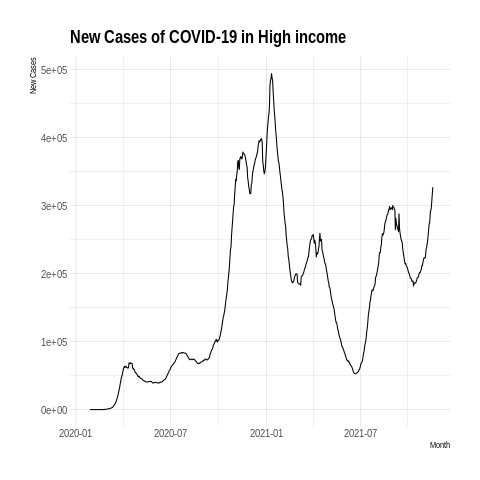 New Cases of COVID-19 in High income
New Cases
5e+05
4e+05
3e+05
2e+05
1e+05
0e+00
2020-01 2020-07 2021-01 2021-07
Month